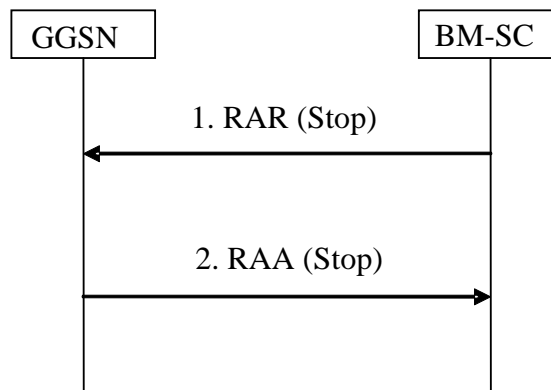 GGSN
BM-SC
1. RAR (Stop)
2. RAA (Stop)